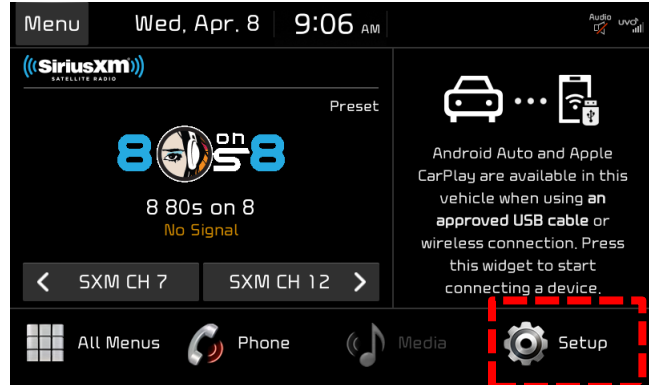 Menu
Wed, Apr. 8
9:06 AM
Audio
UVO
SiriusXM
SATELLITE RADIO
Preset
80s on 8
8 80s on 8
No Signal
SXM CH 7
SXM CH 12
Android Auto and Apple
CarPlay are available in this
vehicle when using an
approved USB cable or
wireless connection. Press
this widget to start
connecting a device.
All Menus
Phone
Media
Setup